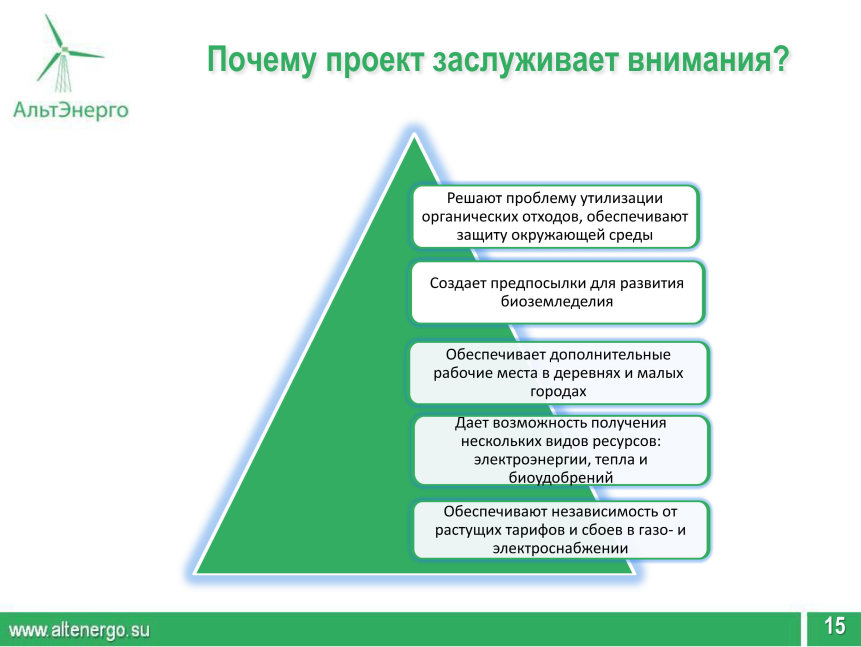 Почему проект заслуживает внимания?
АльтЭнерго
Решают проблему утилизации
органических отходов, обеспечивают
защиту окружающей среды
Создает предпосылки для развития
биоземледелия
Обеспечивает дополнительные
рабочие места в деревнях и малых
городах
Дает возможность получения
нескольких видов ресурсов:
электроэнергии, тепла и
биоудобрений
Обеспечивают независимость от
растущих тарифов и сбоев в газо- и
электроснабжении
www.altenergo.su
15